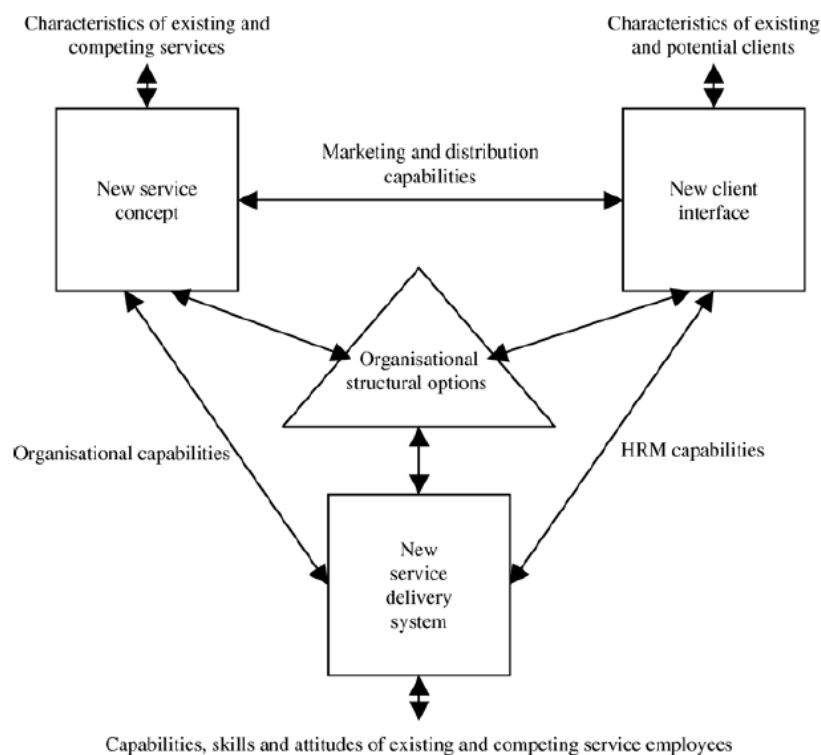 Characteristics of existing and
competing services
Characteristics of existing
and potential clients
Marketing and distribution
capabilities
New service
concept
New client
interface
Organisational
structural options
Organisational capabilities
HRM capabilities
New
service
delivery
system
Capabilities, skills and attitudes of existing and competing service employees